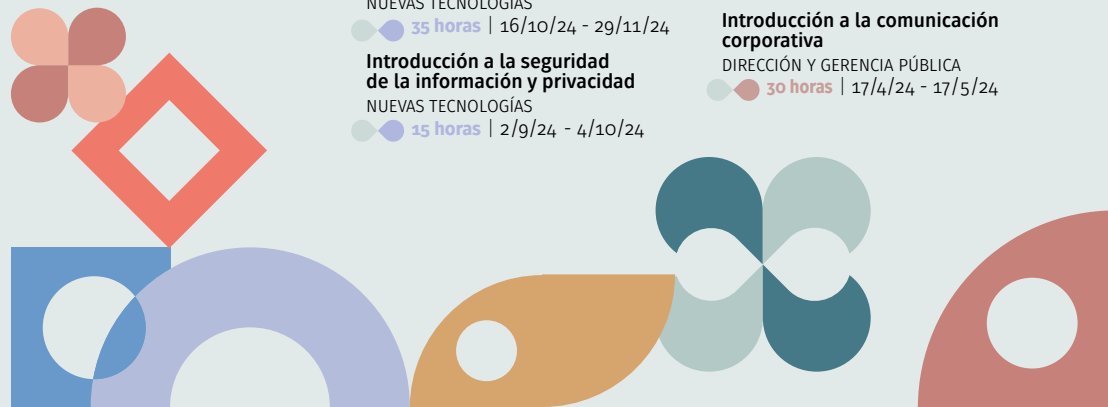 NUEVAS TECNOLOGÍAS
35 horas | 16/10/24 - 29/11/24
Introducción a la seguridad
de la información y privacidad
NUEVAS TECNOLOGÍAS
15 horas | 2/9/24 - 4/10/24
Introducción a la comunicación
corporativa
DIRECCIÓN Y GERENCIA PÚBLICA
30 horas | 17/4/24 - 17/5/24